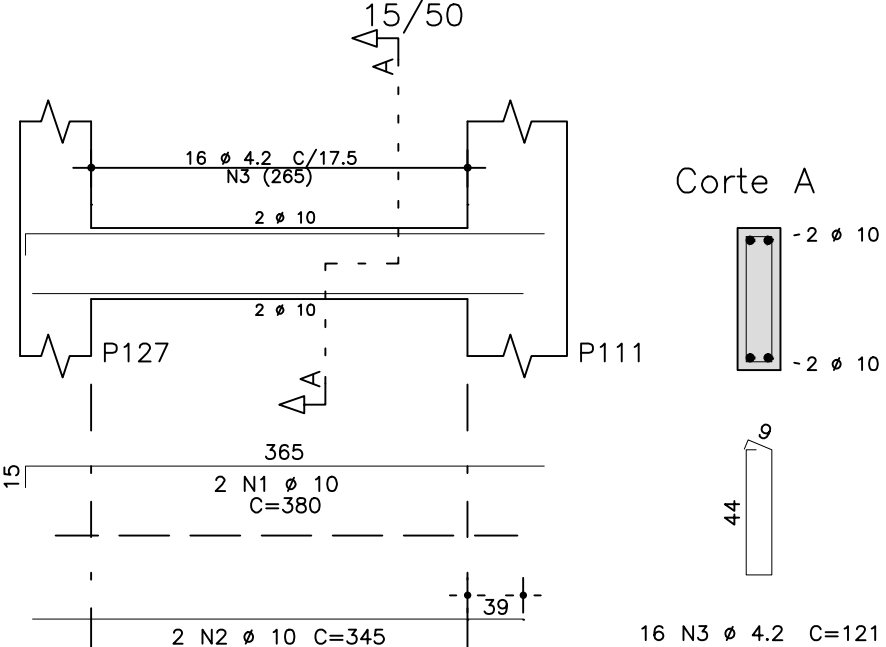 15/50
A
16 ø 4.2 C/17.5
N3 (265)
2 ø 10
2 ø 10
A
P127
P111
Corte A
-2 ø 10
-2 ø 10
365
15
2 N1 ø 10
C=380
39
2 N2 ø 10 C=345
9
44
16 N3 ø 4.2 C=121